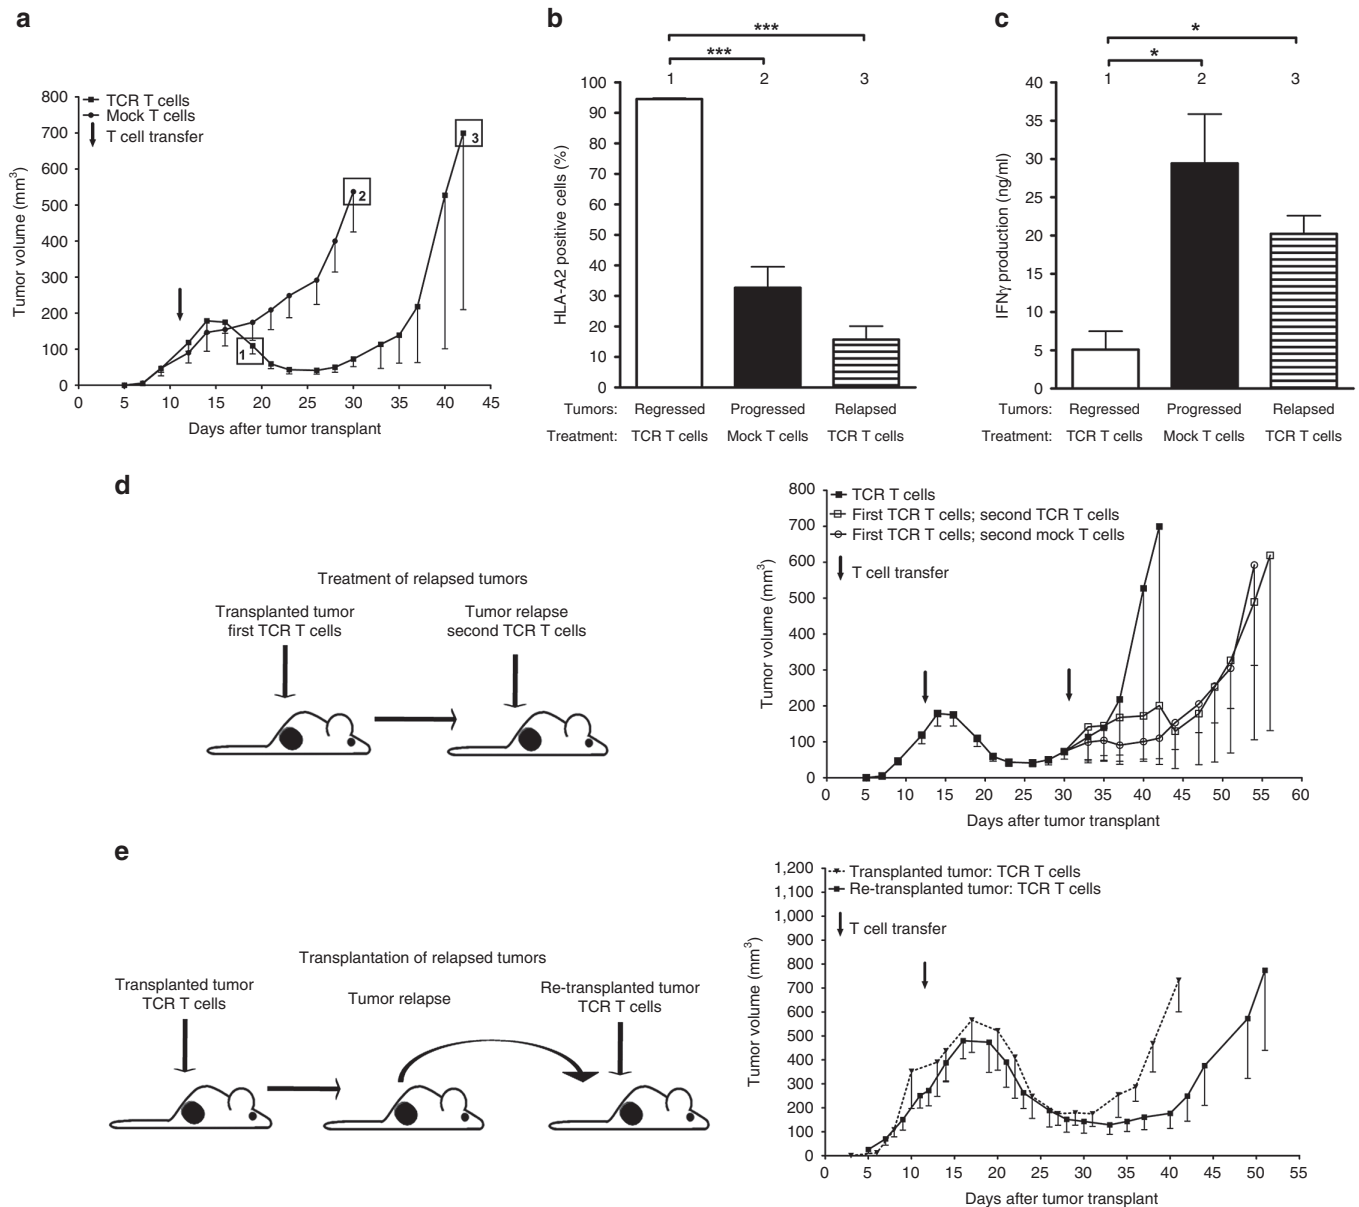 a
800
700
600
500
400
300
200
100
0
Tumor volume (mm3)
TCR T cells
Mock T cells
T cell transfer
1
2
3
0 5 10 15 20 25 30 35 40 45
Days after tumor transplant
b
***
***
1 2 3
100
90
80
70
60
50
40
30
20
10
0
HLA-A2 positive cells (%)
Tumors: Regressed Progressed Relapsed
Treatment: TCR T cells Mock T cells TCR T cells
c
*
*
1 2 3
40
35
30
25
20
15
10
5
0
IFNγ production (ng/ml)
Tumors: Regressed Progressed Relapsed
Treatment: TCR T cells Mock T cells TCR T cells
d
Treatment of relapsed tumors
Transplanted tumor
first TCR T cells
Tumor relapse
second TCR T cells
800
700
600
500
400
300
200
100
0
Tumor volume (mm3)
TCR T cells
First TCR T cells; second TCR T cells
First TCR T cells; second mock T cells
T cell transfer
0 5 10 15 20 25 30 35 40 45 50 55 60
Days after tumor transplant
e
Transplantation of relapsed tumors
Transplanted tumor
TCR T cells
Tumor relapse
Re-transplanted tumor
TCR T cells
1,200
1,100
1,000
900
800
700
600
500
400
300
200
100
0
Tumor volume (mm3)
Transplanted tumor: TCR T cells
Re-transplanted tumor: TCR T cells
T cell transfer
0 5 10 15 20 25 30 35 40 45 50 55
Days after tumor transplant